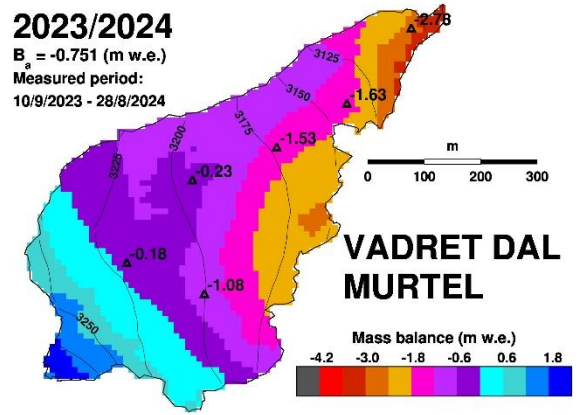 2023/2024
Ba = -0.751 (m w.e.)
Measured period:
10/9/2023 - 28/8/2024
-2.78
3125
3150
-1.63
3175
-1.53
3200
3225
-0.23
m
0 100 200 300
-0.18
-1.08
VADRET DAL
MURTEL
3250
Mass balance (m w.e.)
-4.2 -3.0 -1.8 -0.6 0.6 1.8